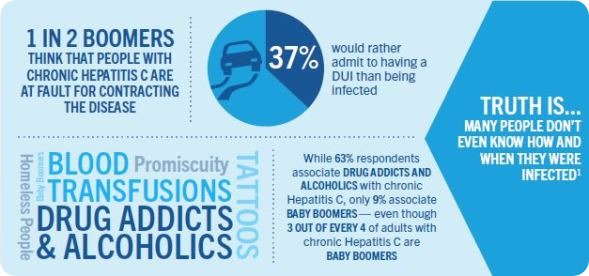 1 IN 2 BOOMERS
THINK THAT PEOPLE WITH
CHRONIC HEPATITIS C ARE
AT FAULT FOR CONTRACTING
THE DISEASE
37%
would rather
admit to having a
DUI than being
infected
TRUTH IS...
MANY PEOPLE DON'T
EVEN KNOW HOW AND
WHEN THEY WERE
INFECTED¹
Homeless People
Baby Boomers
BLOOD Promiscuity
TRANSFUSIONS
DRUG ADDICTS
& ALCOHOLICS
TATTOOS
While 63% respondents
associate DRUG ADDICTS AND
ALCOHOLICS with chronic
Hepatitis C, only 9% associate
BABY BOOMERS — even though
3 OUT OF EVERY 4 of adults with
chronic Hepatitis C are
BABY BOOMERS